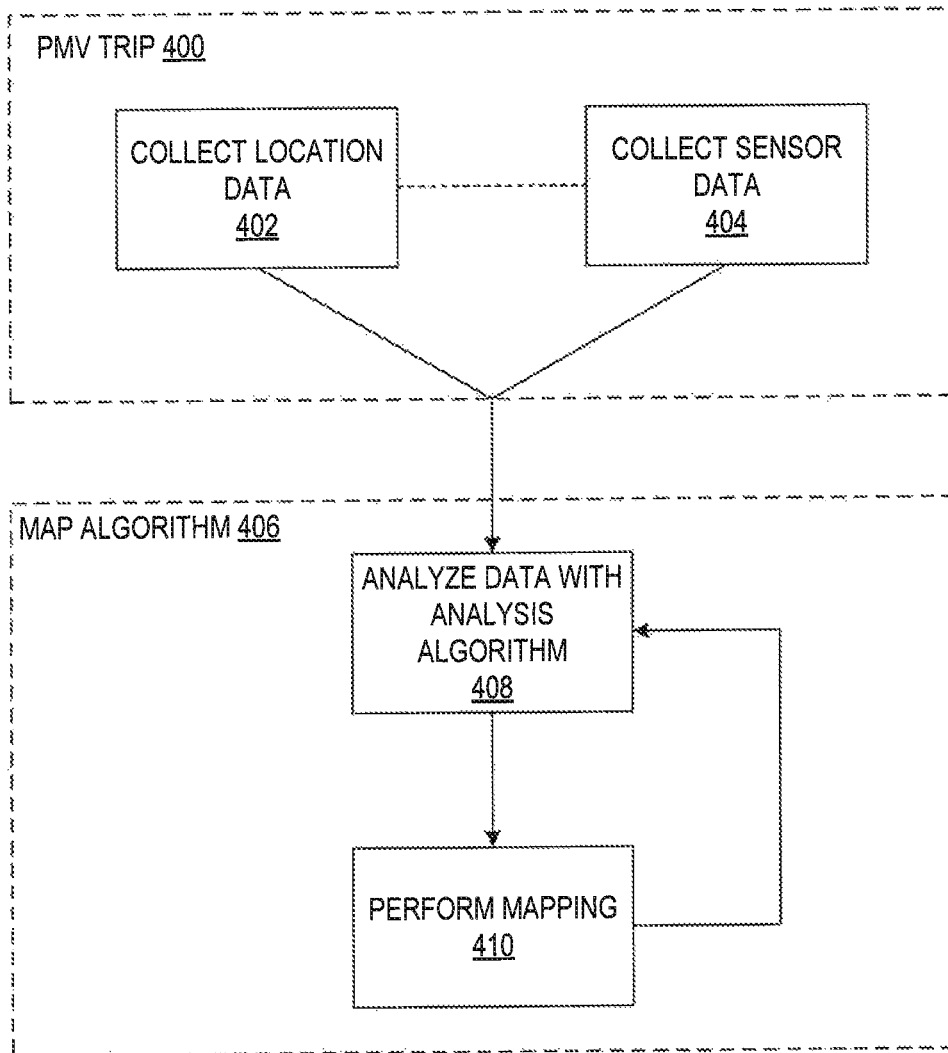 PMV TRIP 400
COLLECT LOCATION
DATA
402
COLLECT SENSOR
DATA
404
MAP ALGORITHM 406
ANALYZE DATA WITH
ANALYSIS
ALGORITHM
408
PERFORM MAPPING
410